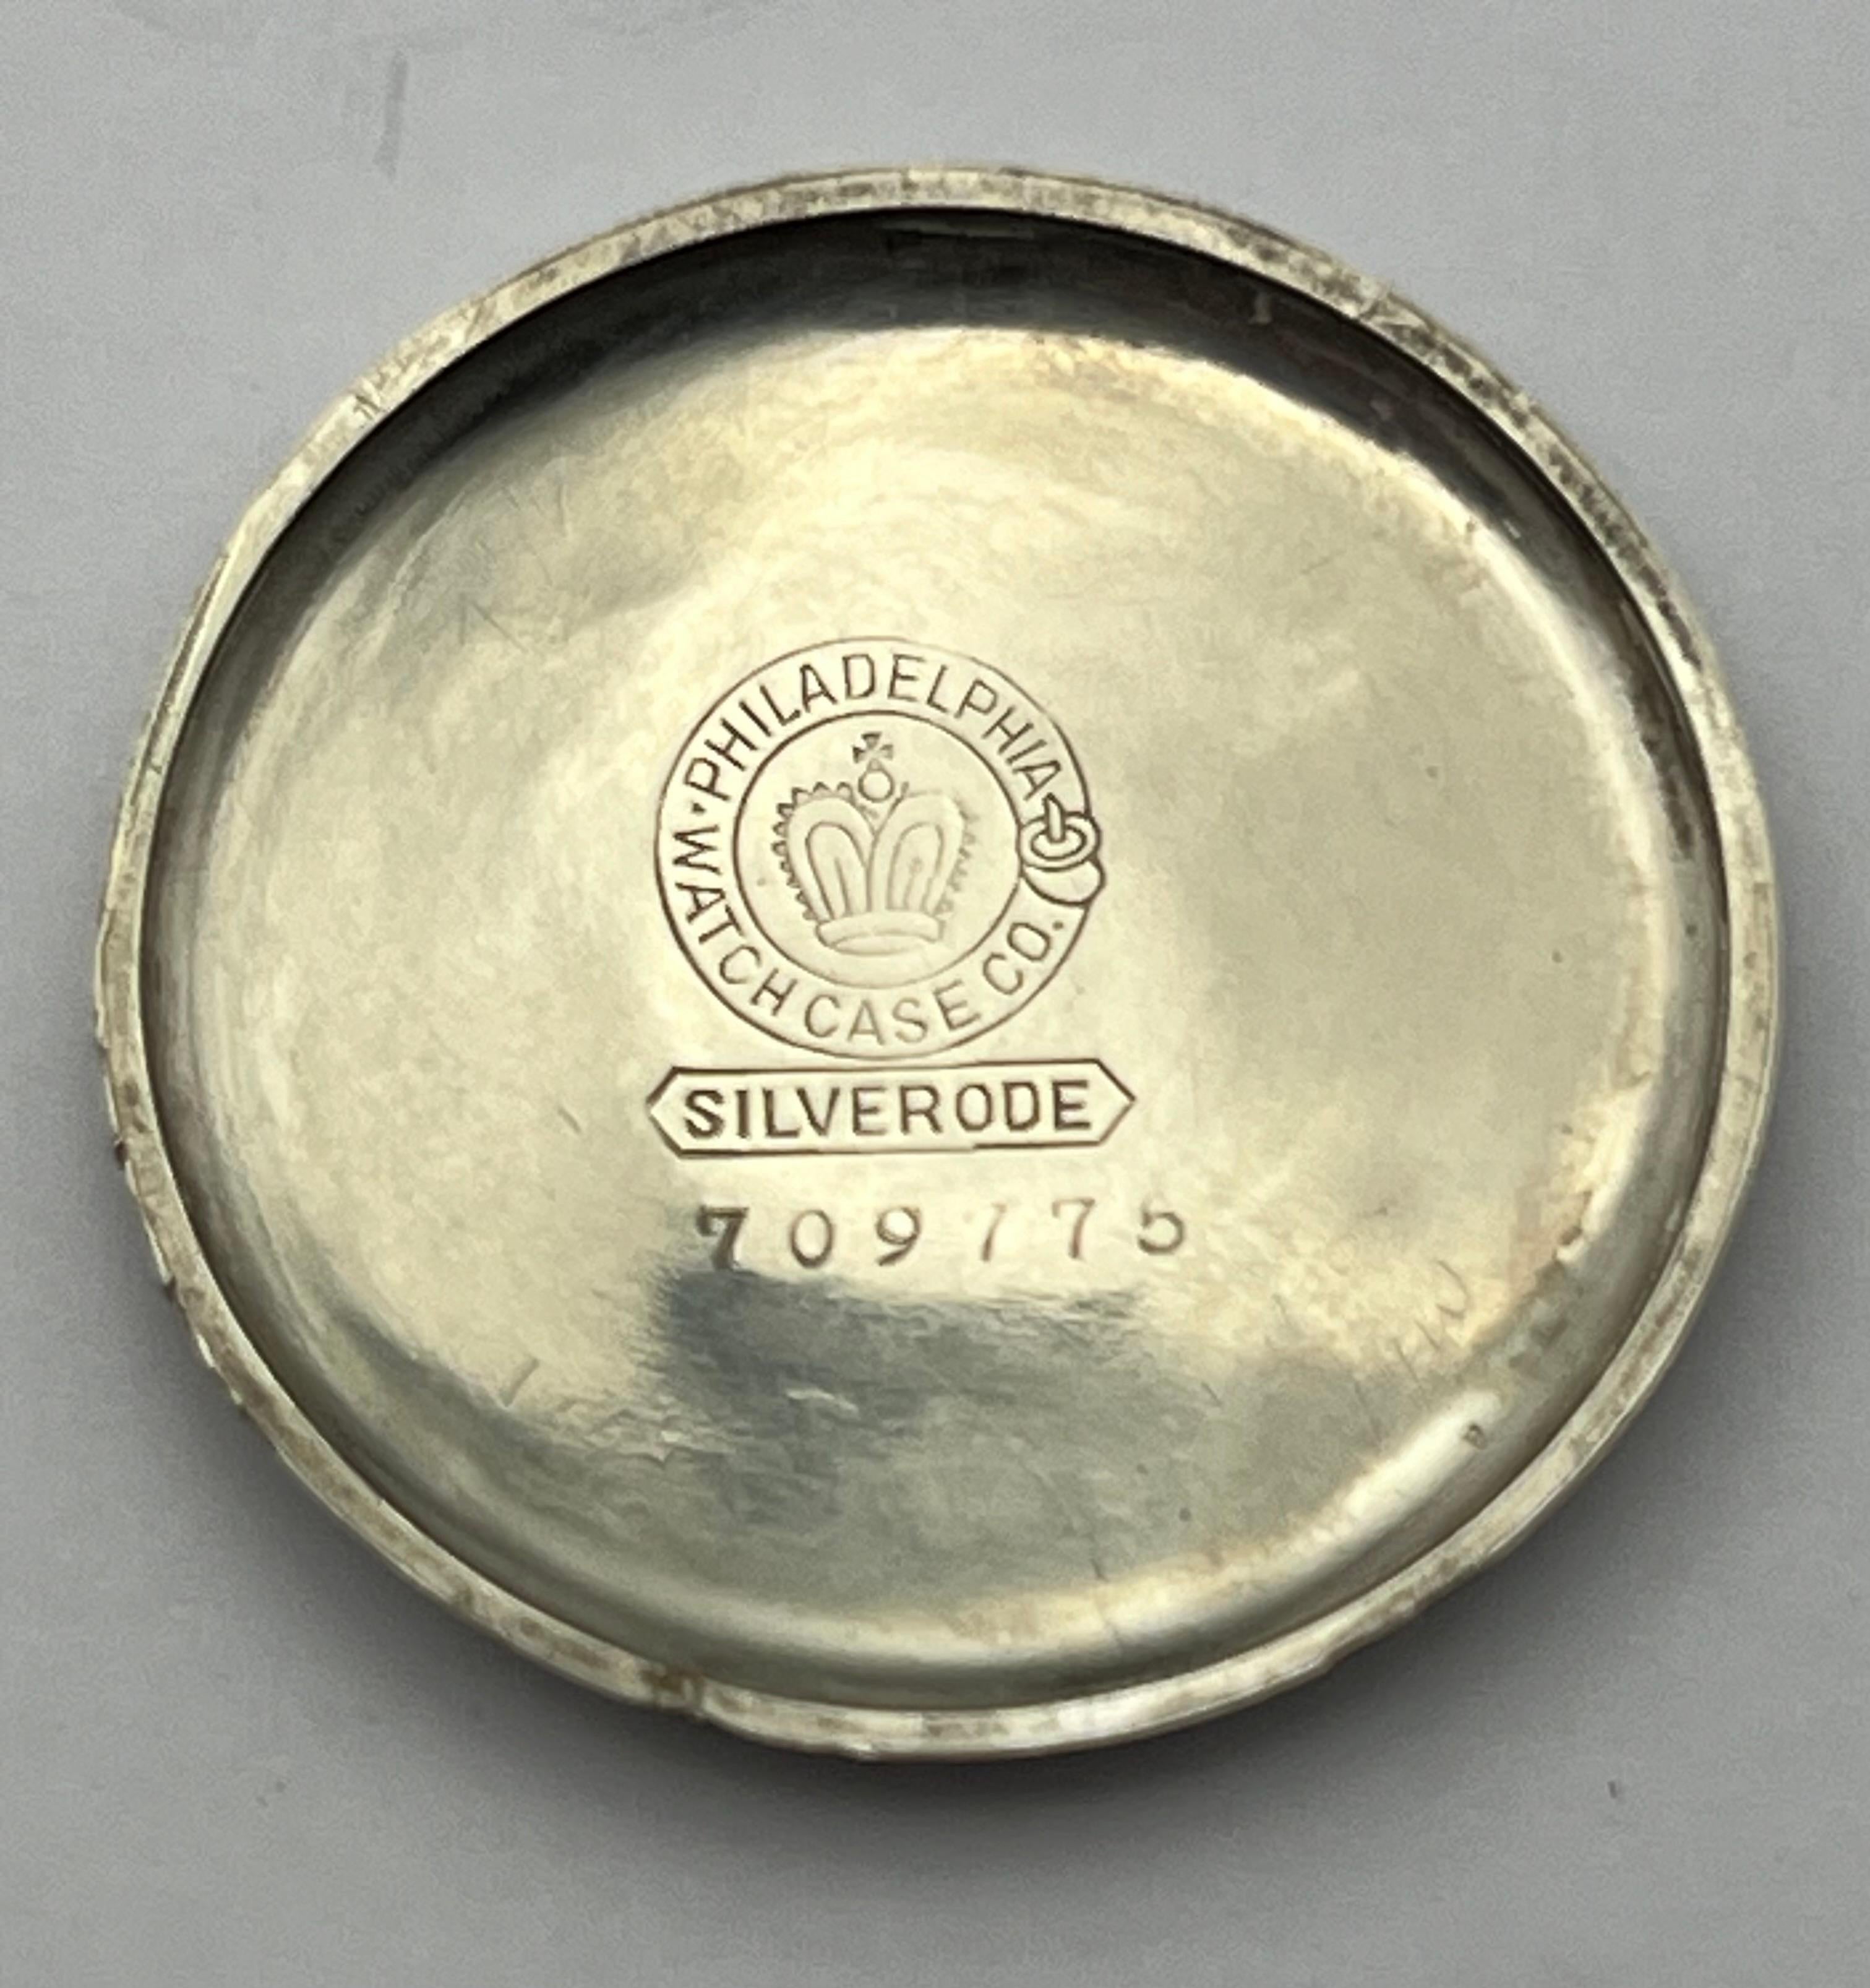 PHILADELPHIA
WATCH CASE CO.
SILVERODE
709775